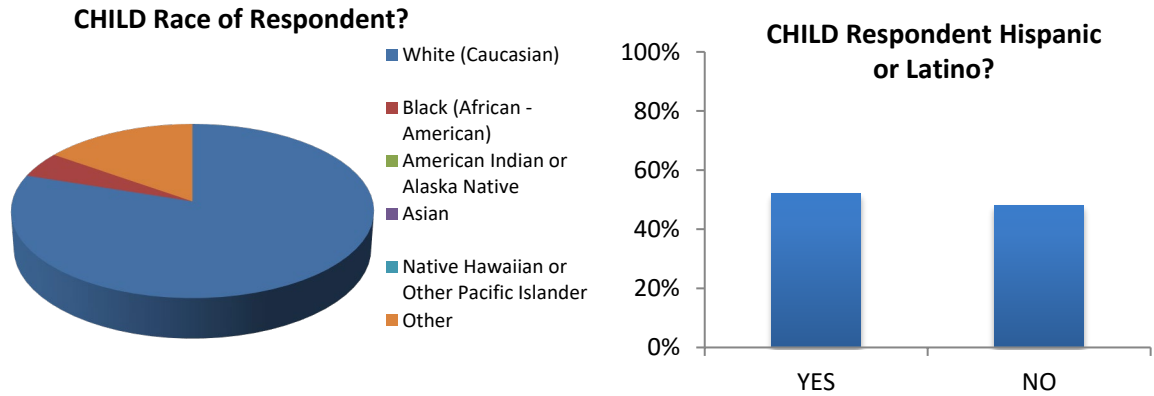 CHILD Race of Respondent?
White (Caucasian)
Black (African -
American)
American Indian or
Alaska Native
Asian
Native Hawaiian or
Other Pacific Islander
Other
CHILD Respondent Hispanic
or Latino?
100%
80%
60%
40%
20%
0%
YES
NO